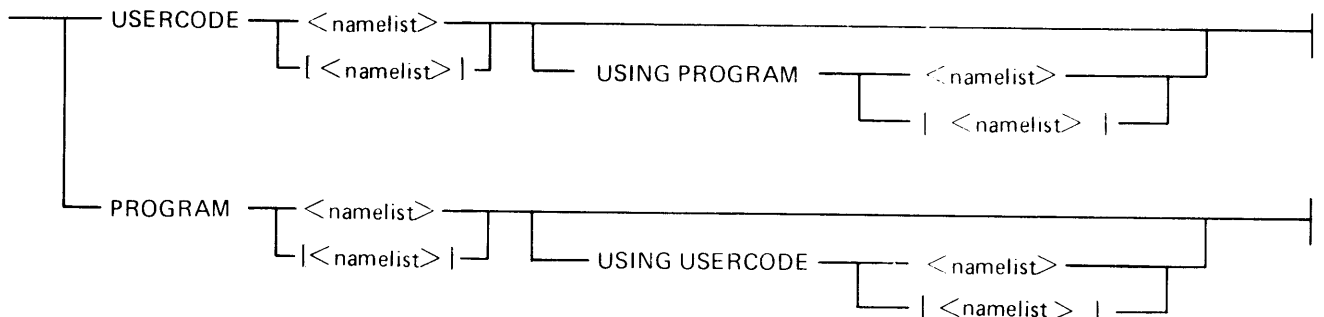 USERCODE <namelist>
[<namelist>]
USING PROGRAM <namelist>
[ <namelist> ]
PROGRAM <namelist>
[<namelist>]
USING USERCODE <namelist>
[ <namelist> ]